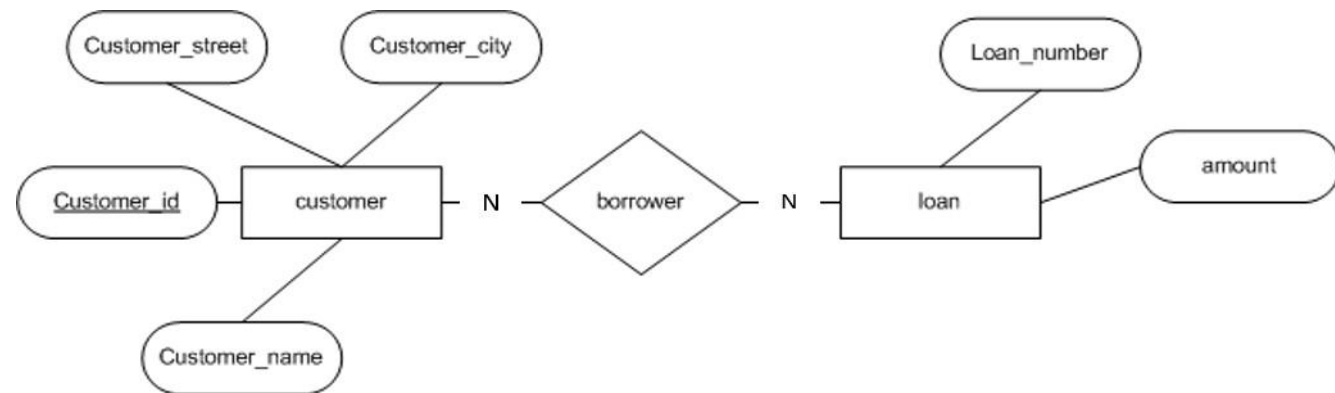 Customer_street
Customer_city
Loan_number
amount
Customer_id
customer
N
borrower
N
loan
Customer_name